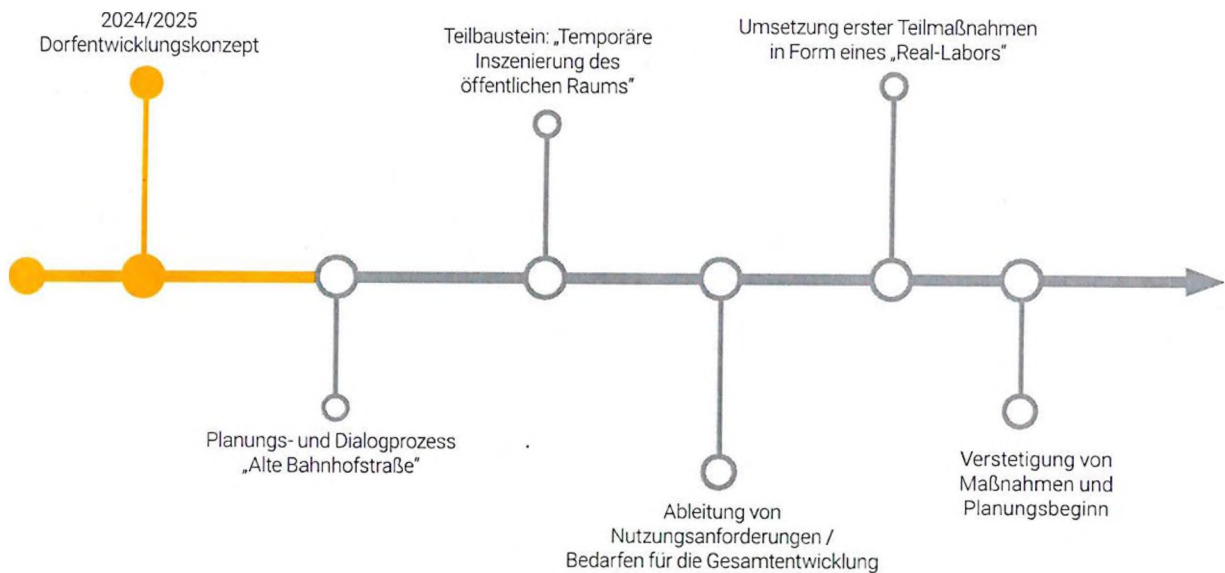 2024/2025
Dorfentwicklungskonzept
Planungs- und Dialogprozess
„Alte Bahnhofstraße“
Teilbaustein: „Temporäre
Inszenierung des
öffentlichen Raums“
Ableitung von
Nutzungsanforderungen /
Bedarfen für die Gesamtentwicklung
Umsetzung erster Teilmaßnahmen
in Form eines „Real-Labors“
Verstetigung von
Maßnahmen und
Planungsbeginn